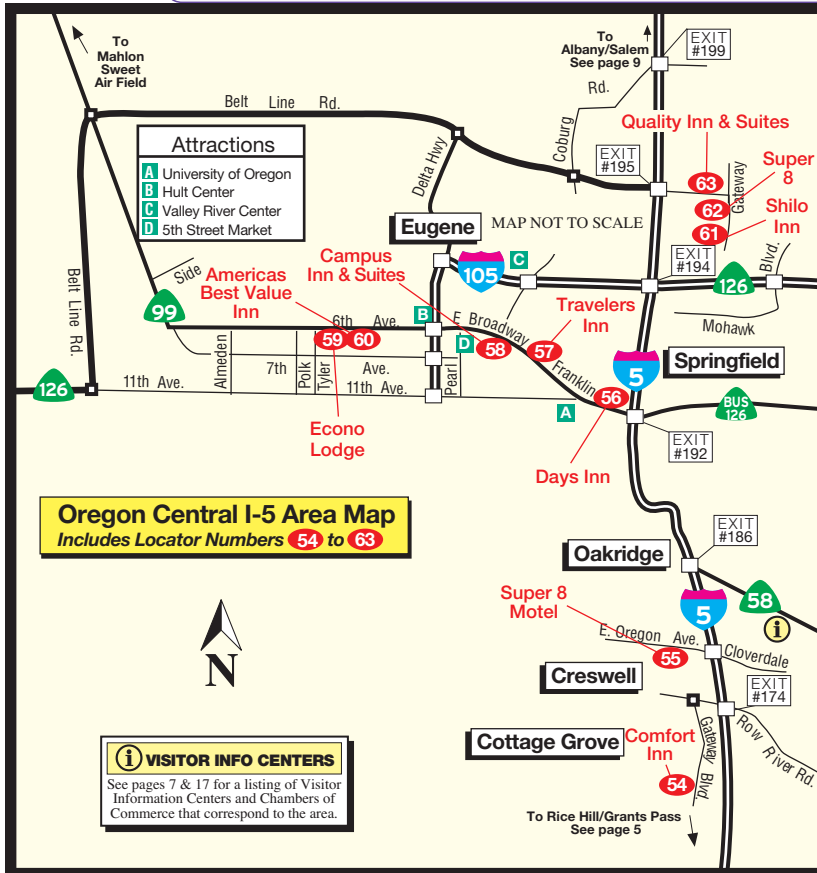 To
Mahlon
Sweet
Air Field
To
Albany/Salem
See page 9
EXIT
#199
Belt Line Rd.
Coburg Rd.
Delta Hwy
Attractions
A University of Oregon
B Hult Center
C Valley River Center
D 5th Street Market
Quality Inn & Suites
EXIT
#195
63
Gateway
Super
8
62
Shilo
Inn
61
Eugene
MAP NOT TO SCALE
EXIT
#194
Blvd.
126
105
C
Mohawk
Belt Line Rd.
Side
99
Americas
Best Value
Inn
Campus
Inn & Suites
Travelers
Inn
6th Ave.
B
E Broadway
59
60
D
58
57
Franklin
5
Springfield
Almeden
7th Ave.
Polk
Tyler
Pearl
11th Ave.
11th Ave.
126
A
56
BUS
126
EXIT
#192
Econo
Lodge
Days Inn
Oregon Central I-5 Area Map
Includes Locator Numbers 54 to 63
EXIT
#186
Oakridge
58
i
5
Super 8
Motel
E. Oregon Ave.
55
Cloverdale
Creswell
EXIT
#174
N
Cottage Grove
Comfort
Inn
54
Gateway Blvd.
Row River Rd.
i VISITOR INFO CENTERS
See pages 7 & 17 for a listing of Visitor
Information Centers and Chambers of
Commerce that correspond to the area.
To Rice Hill/Grants Pass
See page 5